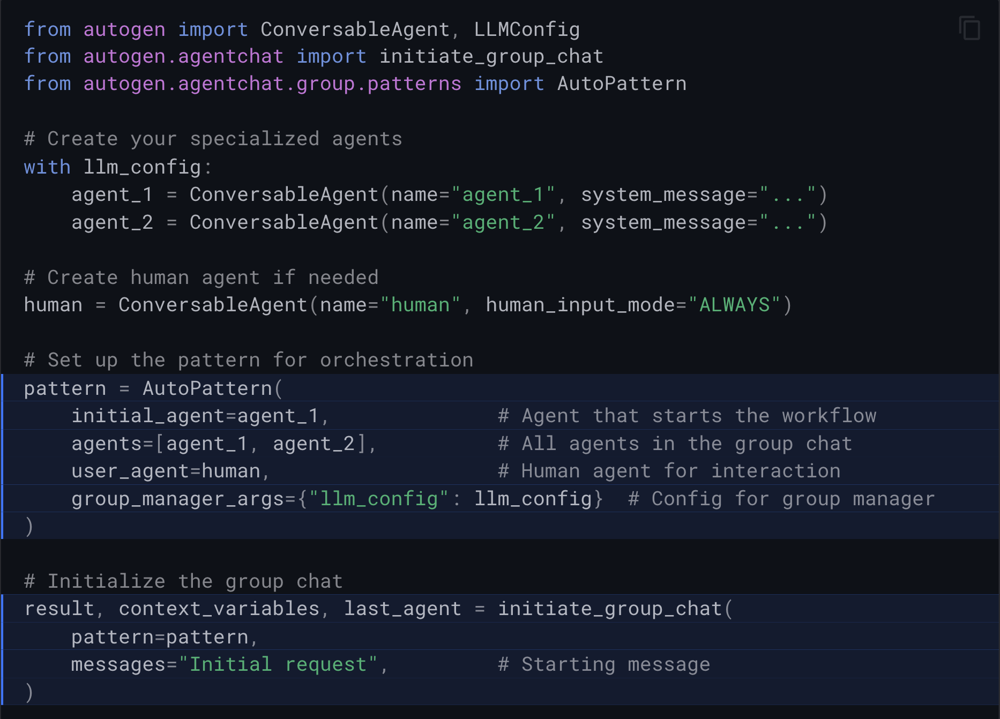 from autogen import ConversableAgent, LLMConfig
from autogen.agentchat import initiate_group_chat
from autogen.agentchat.group.patterns import AutoPattern

# Create your specialized agents
with llm_config:
    agent_1 = ConversableAgent(name="agent_1", system_message="...")
    agent_2 = ConversableAgent(name="agent_2", system_message="...")

# Create human agent if needed
human = ConversableAgent(name="human", human_input_mode="ALWAYS")

# Set up the pattern for orchestration
pattern = AutoPattern(
    initial_agent=agent_1,              # Agent that starts the workflow
    agents=[agent_1, agent_2],          # All agents in the group chat
    user_agent=human,                   # Human agent for interaction
    group_manager_args={"llm_config": llm_config}  # Config for group manager
)

# Initialize the group chat
result, context_variables, last_agent = initiate_group_chat(
    pattern=pattern,
    messages="Initial request",         # Starting message
)